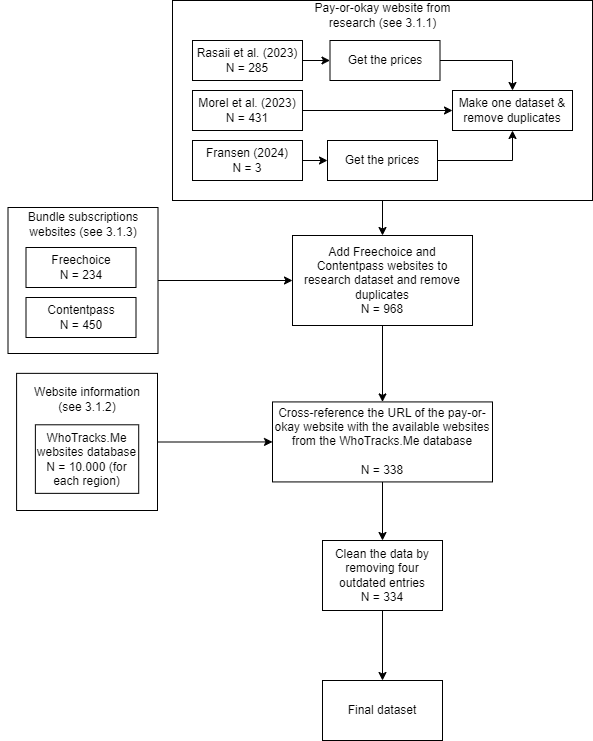 Pay-or-okay website from
research (see 3.1.1)
Rasaii et al. (2023)
N = 285
Get the prices
Morel et al. (2023)
N = 431
Make one dataset &
remove duplicates
Fransen (2024)
N = 3
Get the prices
Bundle subscriptions
websites (see 3.1.3)
Freechoice
N = 234
Contentpass
N = 450
Add Freechoice and
Contentpass websites to
research dataset and remove
duplicates
N = 968
Website information
(see 3.1.2)
WhoTracks.Me
websites database
N = 10.000 (for
each region)
Cross-reference the URL of the pay-or-
okay website with the available websites
from the WhoTracks.Me database
N = 338
Clean the data by
removing four
outdated entries
N = 334
Final dataset